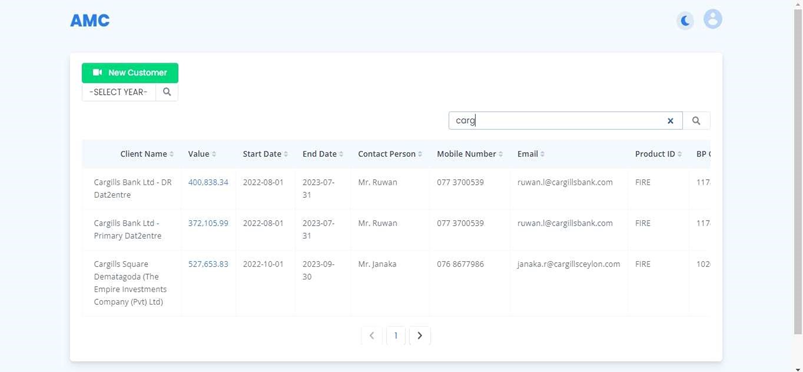 AMC
New Customer
-SELECT YEAR-
carg
Client Name Value Start Date End Date Contact Person Mobile Number Email Product ID BP
Cargills Bank Ltd - DR 400,838.34 2022-08-01 2023-07- Mr. Ruwan 077 3700539 ruwan.l@cargillsbank.com FIRE 117
Dat2entre 31
Cargills Bank Ltd - 372,105.99 2022-08-01 2023-07- Mr. Ruwan 077 3700539 ruwan.l@cargillsbank.com FIRE 117
Primary Dat2entre 31
Cargills Square 527,653.83 2022-10-01 2023-09- Mr. Janaka 076 8677986 janaka.r@cargillsceylon.com FIRE 102
Dematagoda (The 30
Empire Investments
Company (Pvt) Ltd)
1